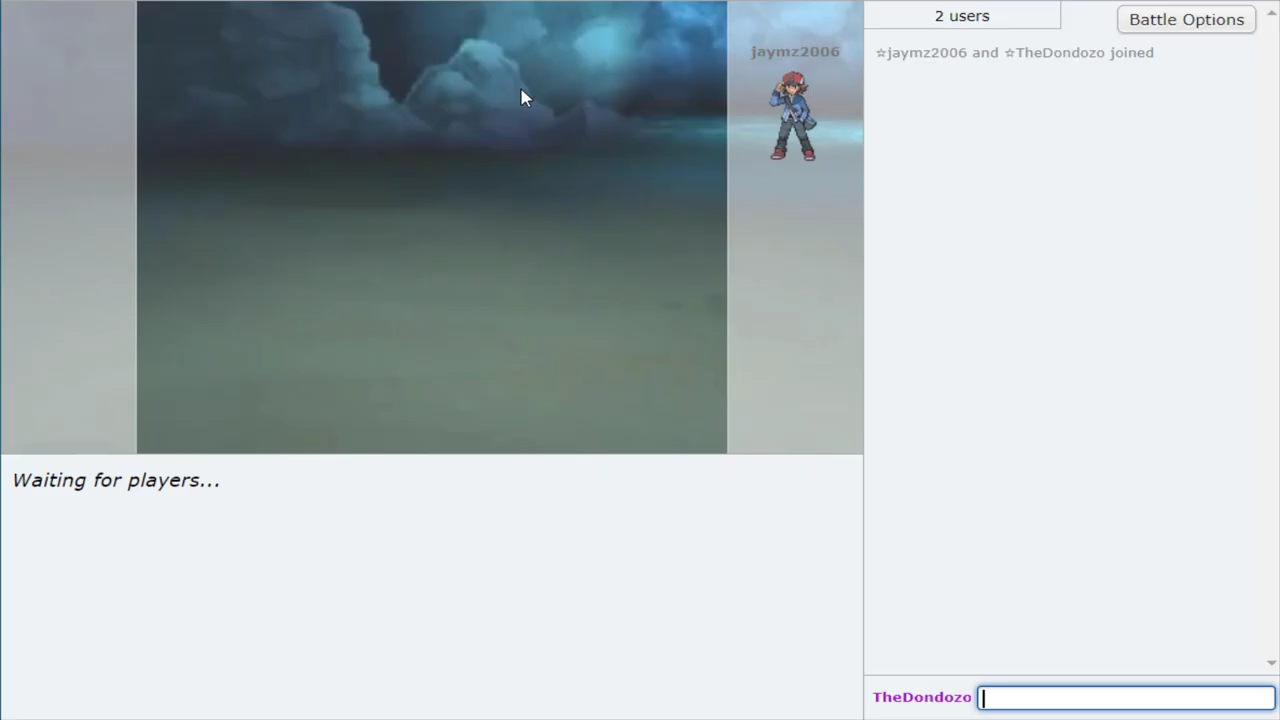 jaymz2006
Waiting for players...
2 users
Battle Options
☆jaymz2006 and ☆TheDondozo joined
TheDondozo